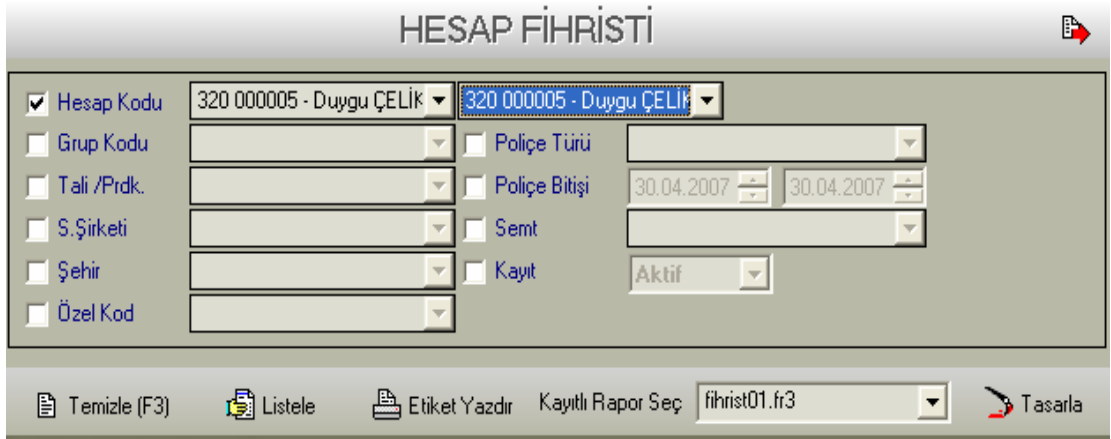 HESAP FİHRİSTİ
Hesap Kodu 320 000005 - Duygu ÇELİK 320 000005 - Duygu ÇELİK
Grup Kodu Poliçe Türü
Tali /Prdk. Poliçe Bitişi 30.04.2007 30.04.2007
S.Şirketi Semt
Şehir Kayıt Aktif
Özel Kod
Temizle (F3) Listele Etiket Yazdır Kayıtlı Rapor Seç fihrist01.fr3 Tasarla